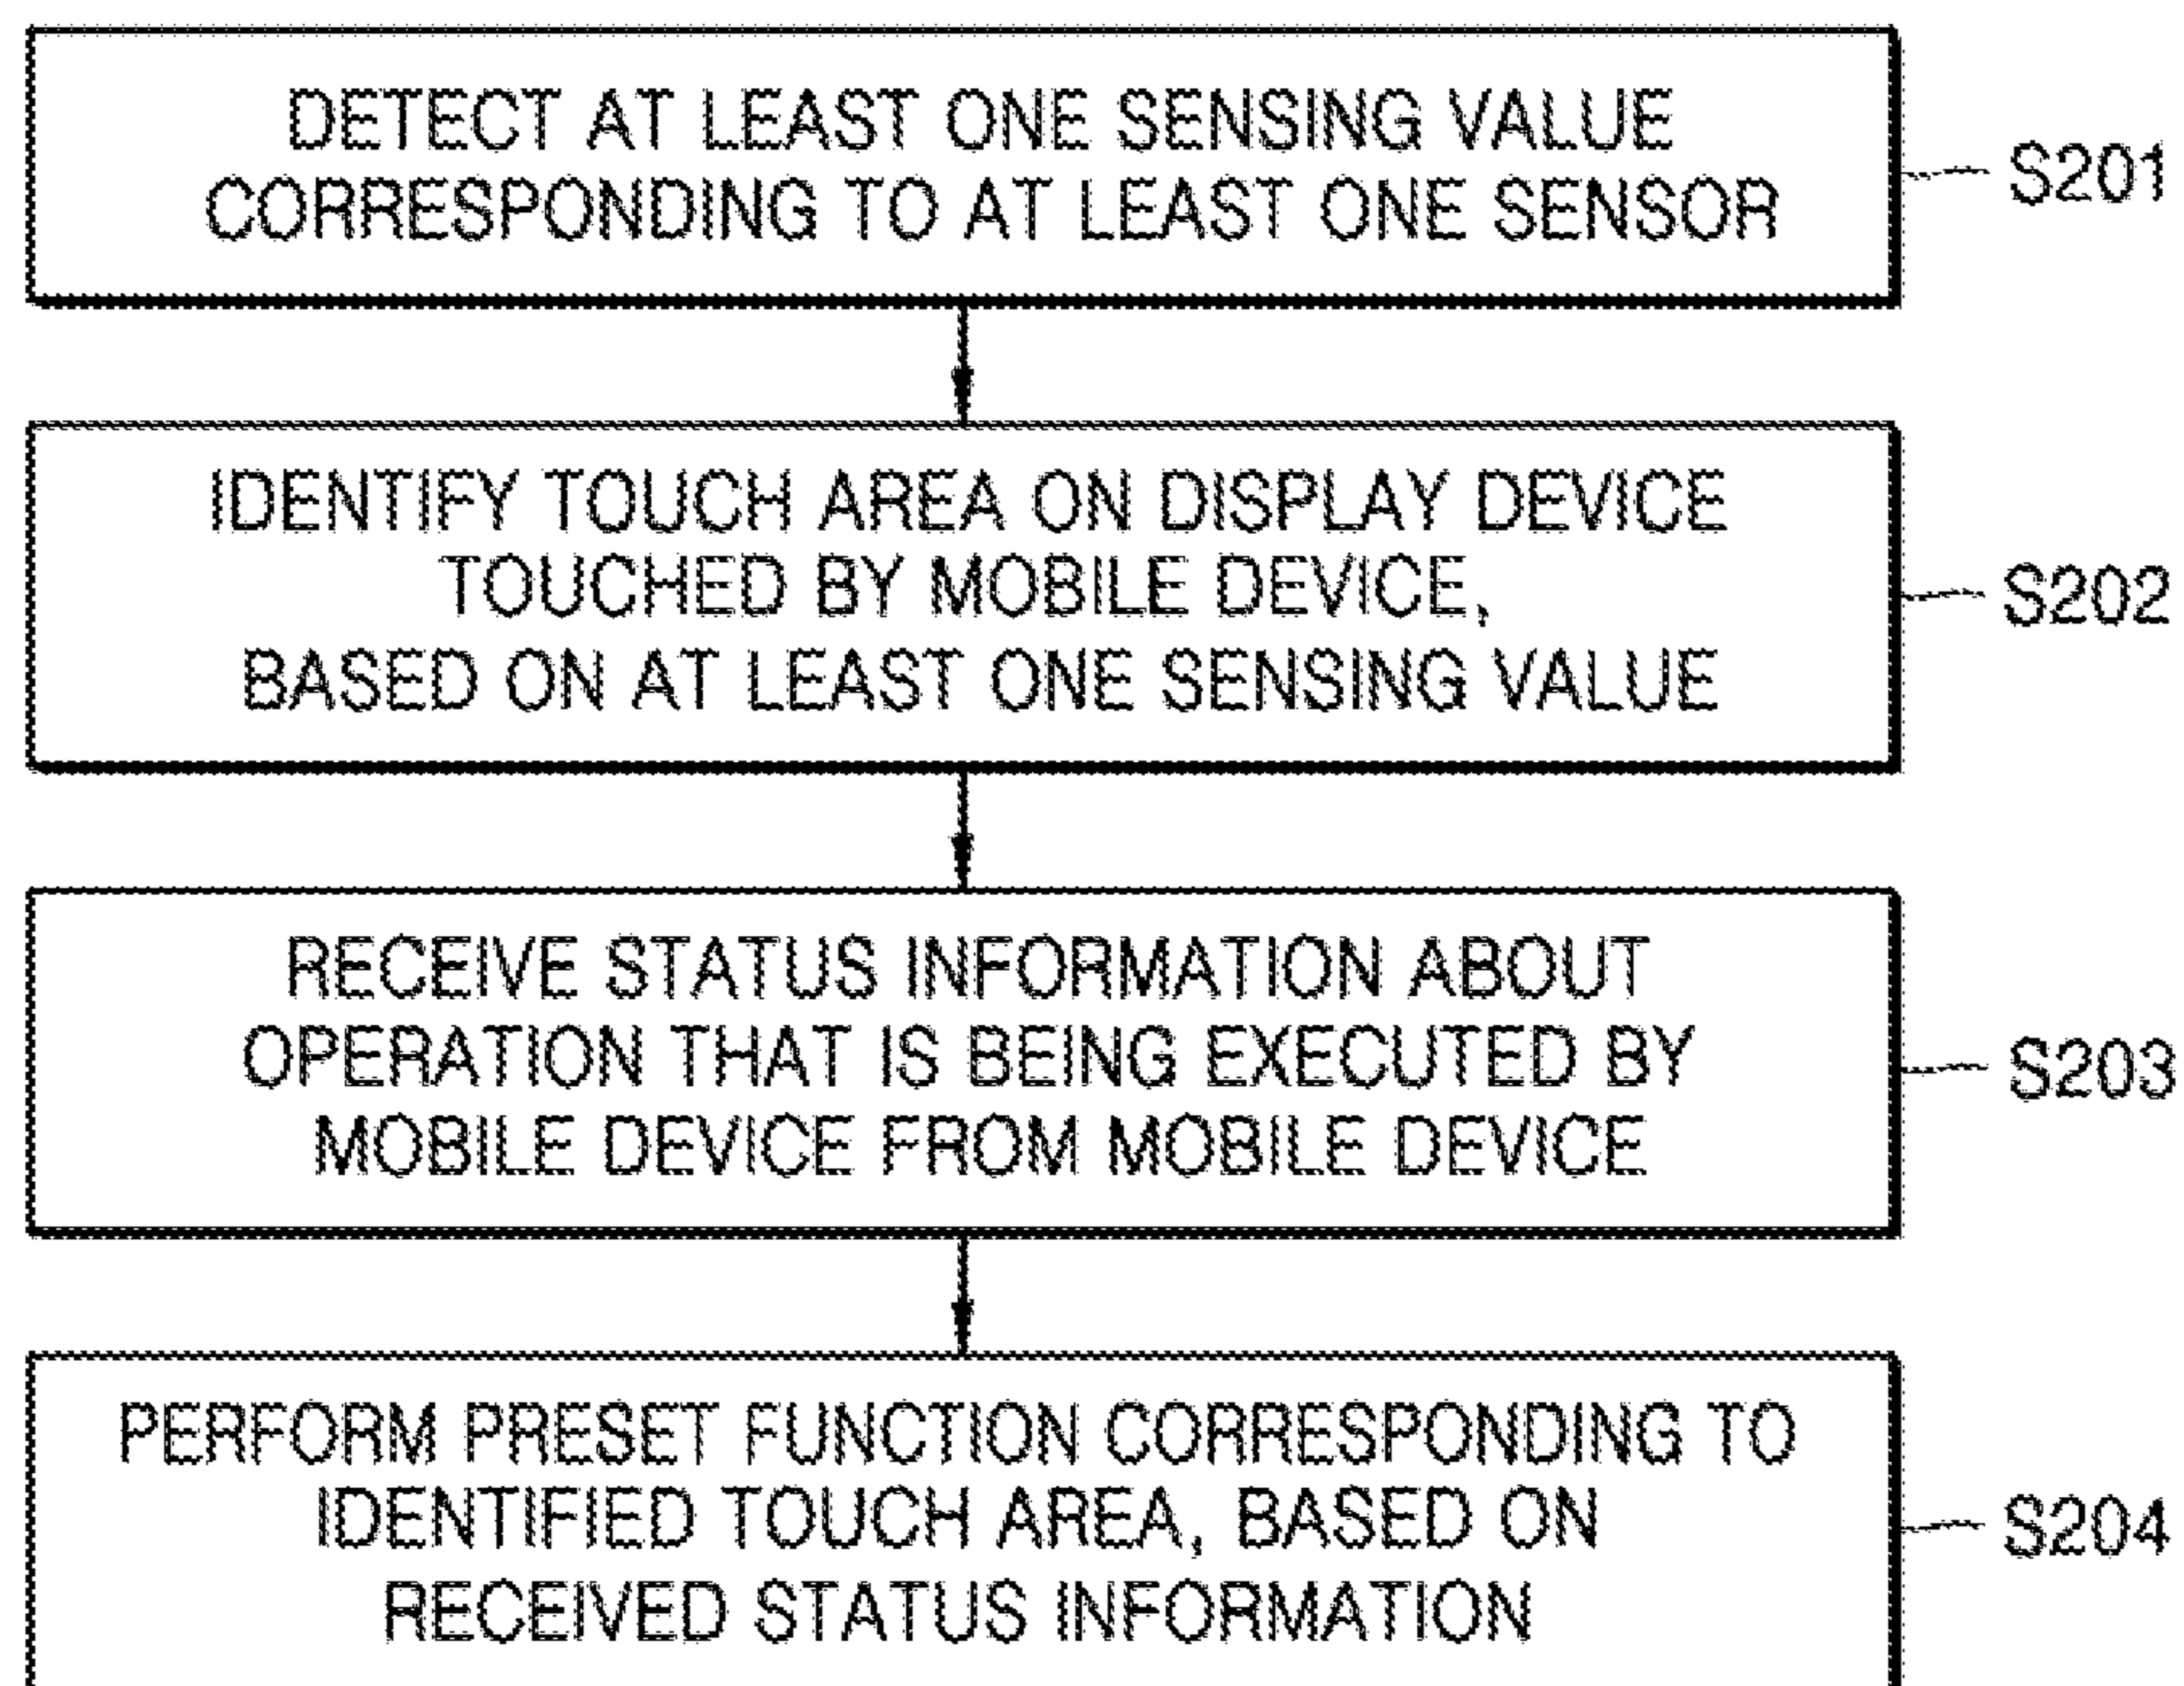 DETECT AT LEAST ONE SENSING VALUE
CORRESPONDING TO AT LEAST ONE SENSOR
S201
IDENTIFY TOUCH AREA ON DISPLAY DEVICE
TOUCHED BY MOBILE DEVICE,
BASED ON AT LEAST ONE SENSING VALUE
S202
RECEIVE STATUS INFORMATION ABOUT
OPERATION THAT IS BEING EXECUTED BY
MOBILE DEVICE FROM MOBILE DEVICE
S203
PERFORM PRESET FUNCTION CORRESPONDING TO
IDENTIFIED TOUCH AREA, BASED ON
RECEIVED STATUS INFORMATION
S204